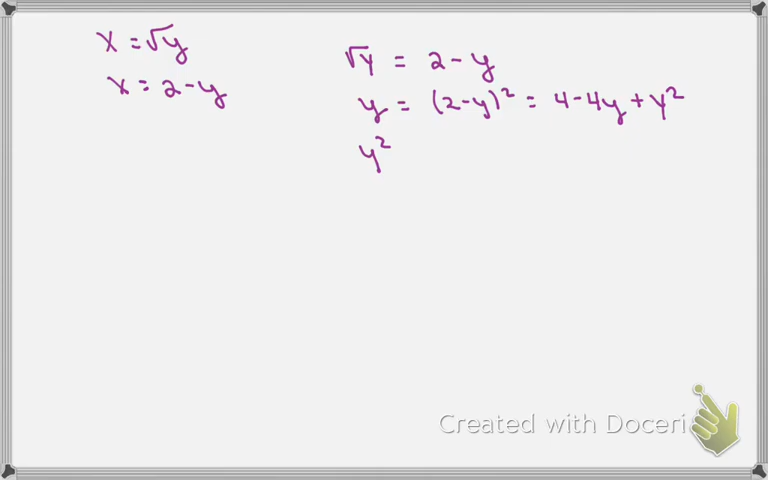 x = √y
x = 2 - y
√y = 2 - y
y = (2-y)² = 4 - 4y + y²
y²
Created with Doceri